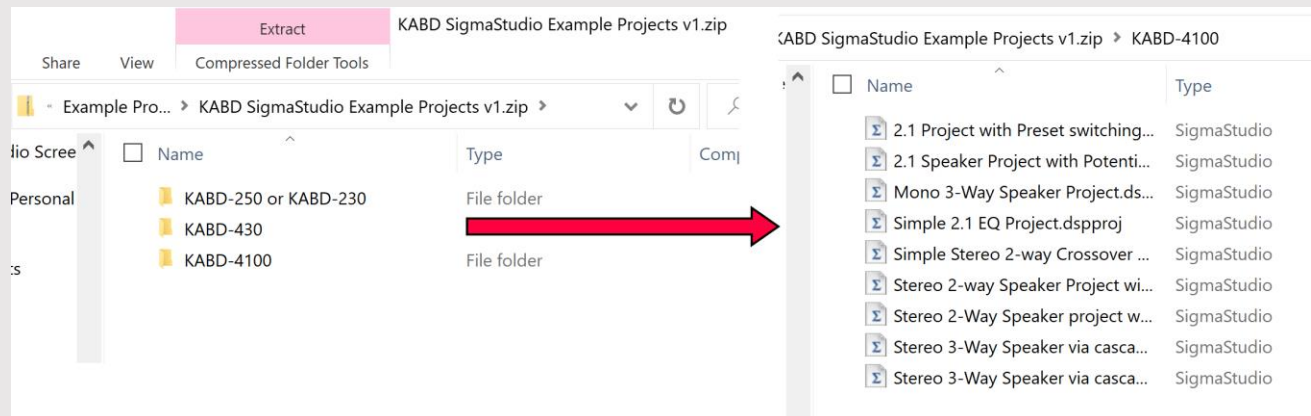 Extract
KABD SigmaStudio Example Projects v1.zip
Share View Compressed Folder Tools
Example Pro... > KABD SigmaStudio Example Projects v1.zip >
dio Scree
Name Type Com
Personal
KABD-250 or KABD-230 File folder
KABD-430
KABD-4100 File folder
ts
KABD SigmaStudio Example Projects v1.zip > KABD-4100
Name Type
2.1 Project with Preset switching... SigmaStudio
2.1 Speaker Project with Potenti... SigmaStudio
Mono 3-Way Speaker Project.ds... SigmaStudio
Simple 2.1 EQ Project.dspproj SigmaStudio
Simple Stereo 2-way Crossover ... SigmaStudio
Stereo 2-way Speaker Project wi... SigmaStudio
Stereo 2-Way Speaker project w... SigmaStudio
Stereo 3-Way Speaker via casca... SigmaStudio
Stereo 3-Way Speaker via casca... SigmaStudio